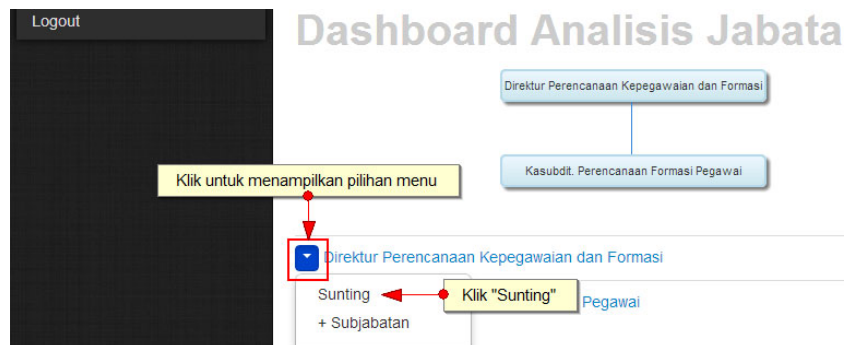 Logout
Dashboard Analisis Jabata
Direktur Perencanaan Kepegawaian dan Formasi
Kasubdit. Perencanaan Formasi Pegawai
Klik untuk menampilkan pilihan menu
Direktur Perencanaan Kepegawaian dan Formasi
Sunting
Klik "Sunting"
Pegawai
+ Subjabatan